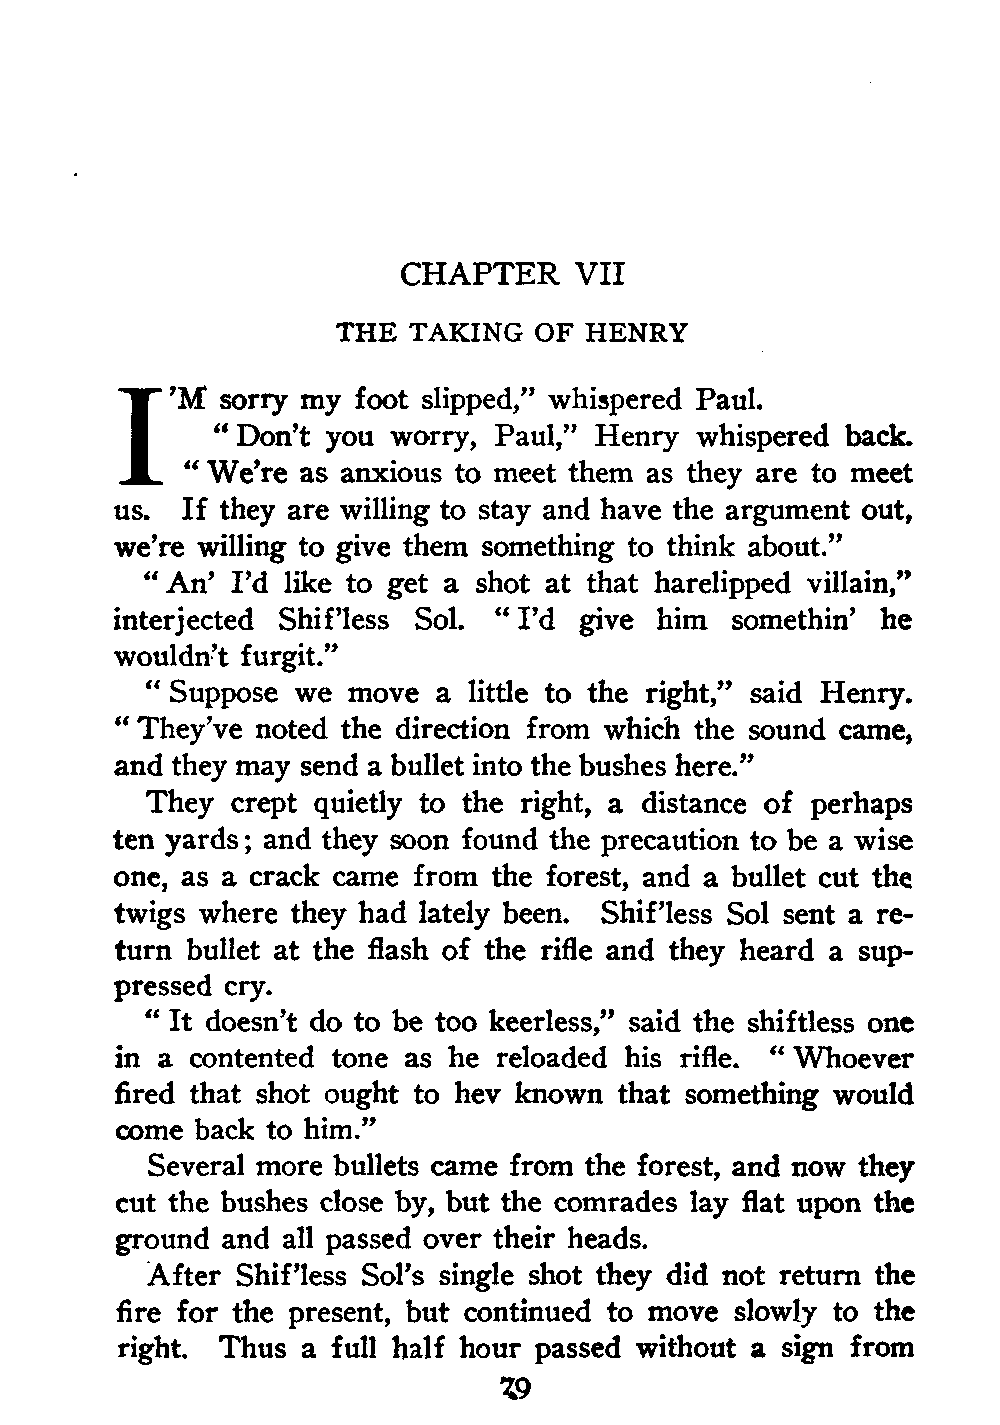 CHAPTER VII
THE TAKING OF HENRY
I'M sorry my foot slipped,” whispered Paul.
“ Don't you worry, Paul,” Henry whispered back.
“ We're as anxious to meet them as they are to meet
us. If they are willing to stay and have the argument out,
we're willing to give them something to think about.”
“ An' I'd like to get a shot at that harelipped villain,”
interjected Shif'less Sol. “ I'd give him somethin' he
wouldn't furgit.”
“ Suppose we move a little to the right,” said Henry.
“ They've noted the direction from which the sound came,
and they may send a bullet into the bushes here.”
They crept quietly to the right, a distance of perhaps
ten yards; and they soon found the precaution to be a wise
one, as a crack came from the forest, and a bullet cut the
twigs where they had lately been. Shif'less Sol sent a re-
turn bullet at the flash of the rifle and they heard a sup-
pressed cry.
“ It doesn't do to be too keerless,” said the shiftless one
in a contented tone as he reloaded his rifle. “ Whoever
fired that shot ought to hev known that something would
come back to him.”
Several more bullets came from the forest, and now they
cut the bushes close by, but the comrades lay flat upon the
ground and all passed over their heads.
After Shif'less Sol's single shot they did not return the
fire for the present, but continued to move slowly to the
right. Thus a full half hour passed without a sign from
79